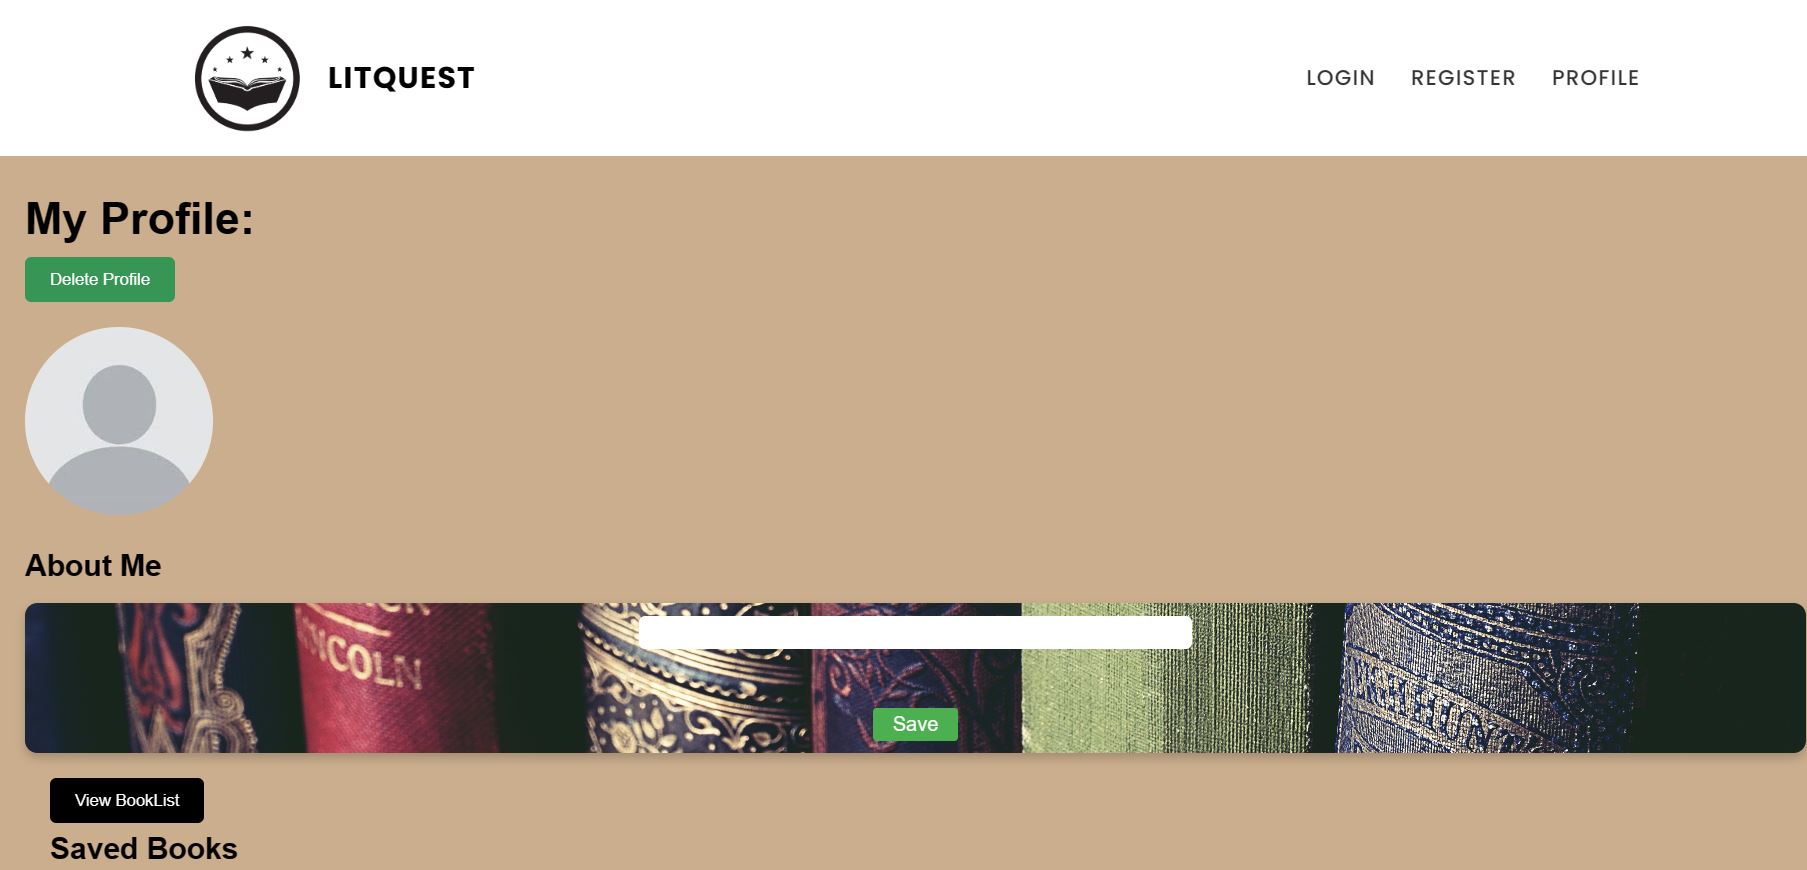 LITQUEST
LOGIN REGISTER PROFILE
My Profile:
Delete Profile
About Me
NCOLN
Save
View BookList
Saved Books